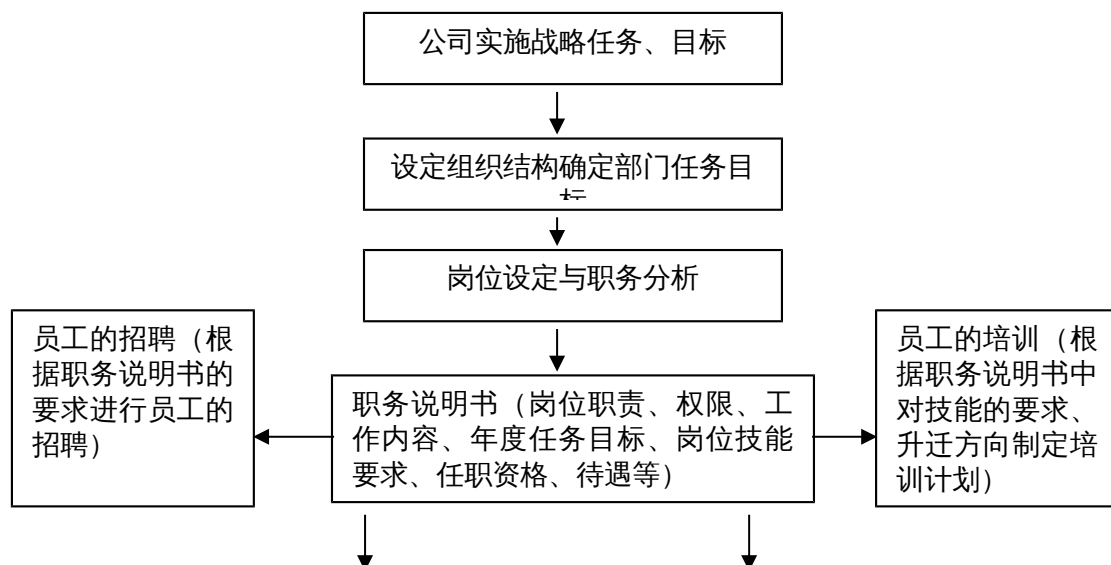 公司实施战略任务、目标
设定组织结构确定部门任务目
岗位设定与职务分析
员工的招聘（根
据职务说明书的
要求进行员工的
招聘）
职务说明书（岗位职责、权限、工
作内容、年度任务目标、岗位技能
要求、任职资格、待遇等）
员工的培训（根
据职务说明书中
对技能的要求、
升迁方向制定培
训计划）